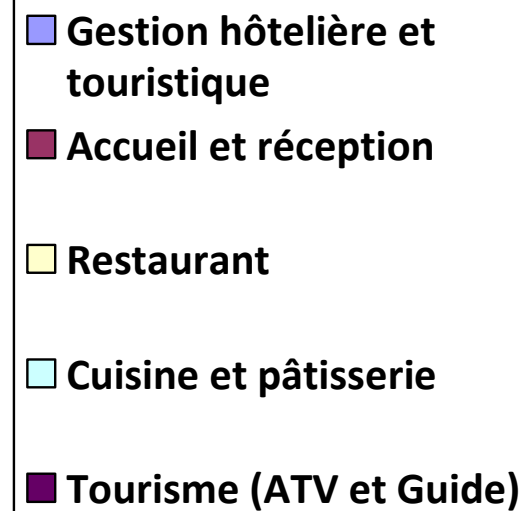 Gestion hôtelière et
touristique
Accueil et réception
Restaurant
Cuisine et pâtisserie
Tourisme (ATV et Guide)